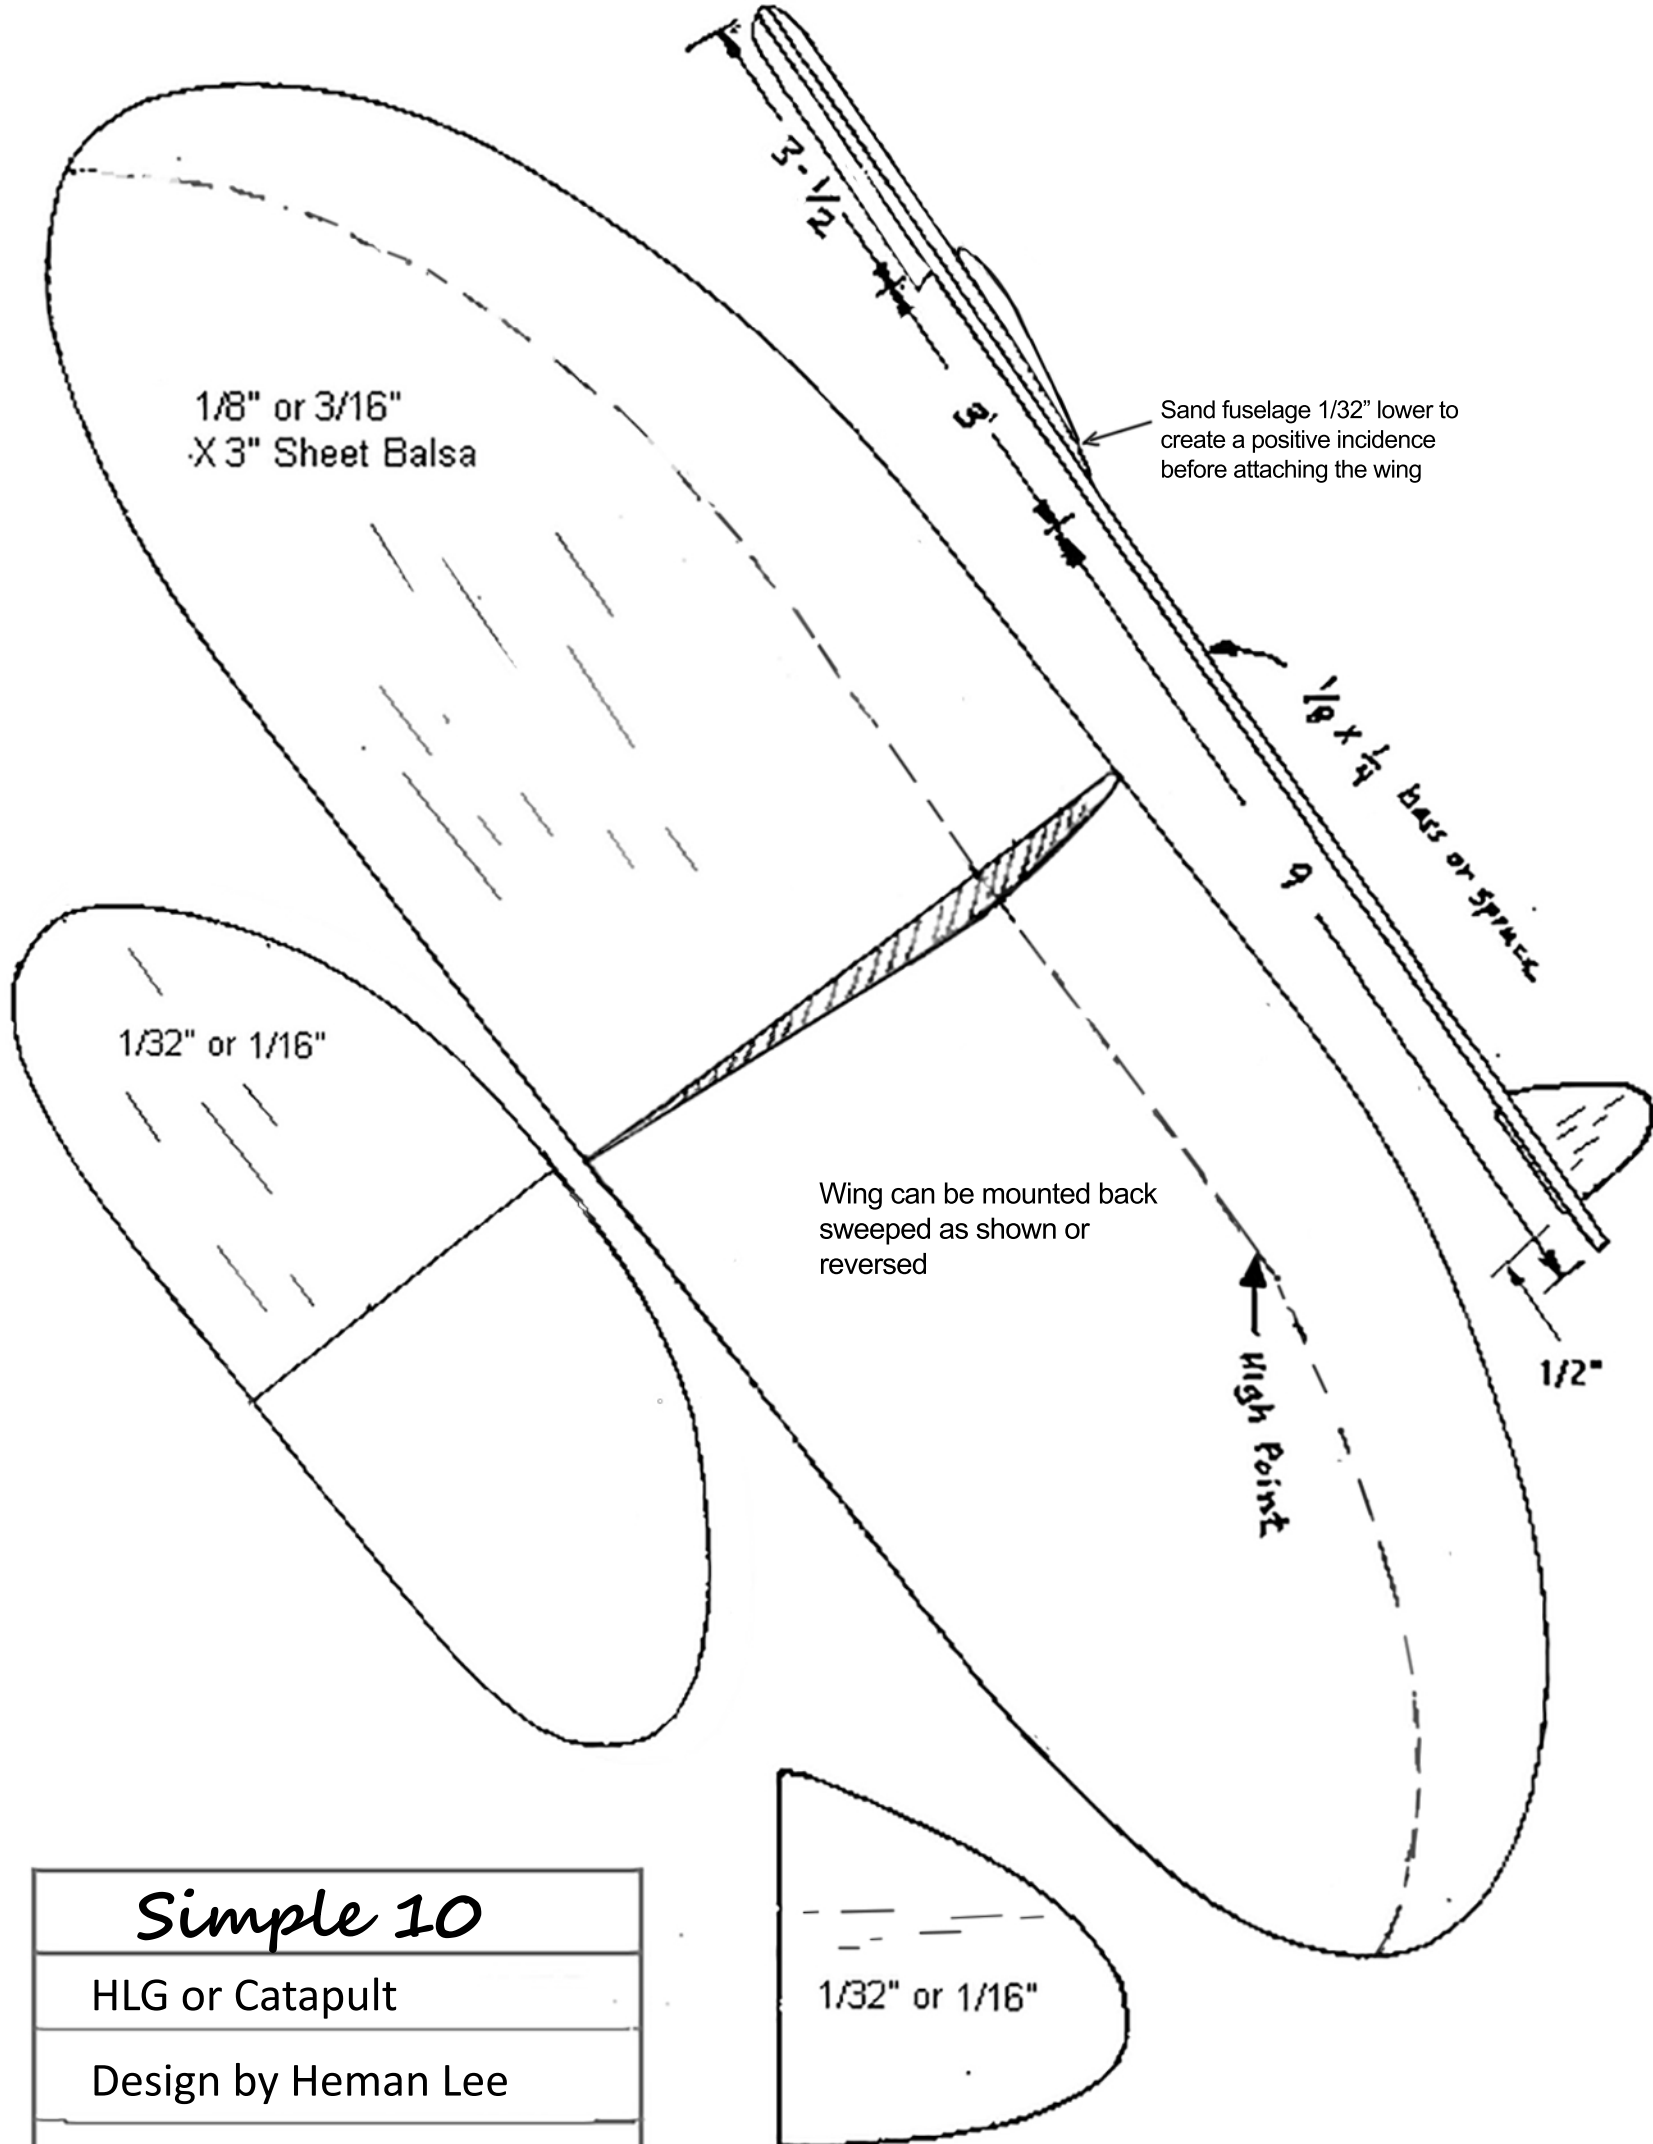 3-1/2
1/8" or 3/16"
X 3" Sheet Balsa
3"
Sand fuselage 1/32” lower to
create a positive incidence
before attaching the wing
1/8 x 1/4 bass or spruce
9
1/32" or 1/16"
Wing can be mounted back
sweeped as shown or
reversed
High Point
1/2"
Simple 10
HLG or Catapult
Design by Heman Lee
1/32" or 1/16"